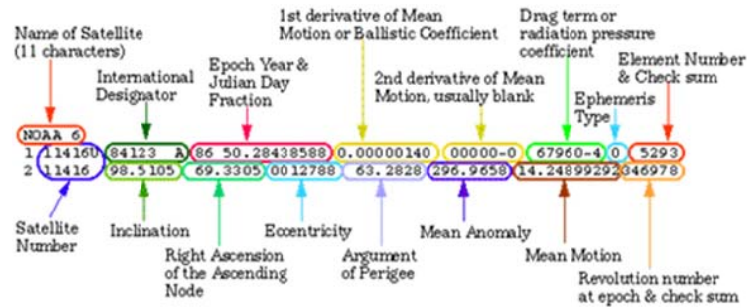 Name of Satellite
(11 characters)
International
Designator
Epoch Year &
Julian Day
Fraction
1st derivative of Mean
Motion or Ballistic Coefficient
2nd derivative of Mean
Motion, usually blank
Drag term or
radiation pressure
coefficient
Ephemeris
Type
Element Number
& Check sum
NOAA 6
1 11416U 84123 A 86 50.28438588 0.00000140 00000-0 67960-4 0 5293
2 11416 98.5105 69.3305 0012788 63.2828 296.9658 14.24899292346978
Satellite
Number
Inclination
Right Ascension
of the Ascending
Node
Eccentricity
Argument
of Perigee
Mean Anomaly
Mean Motion
Revolution number
at epoch & check sum